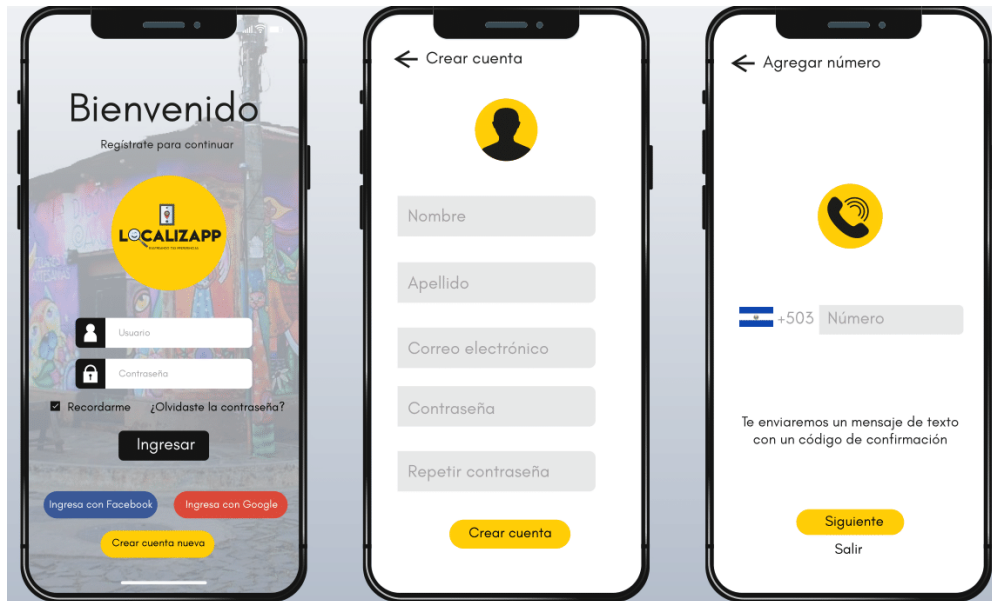 Bienvenido
Regístrate para continuar
LOCALIZAPP
Usuario
Contraseña
Recordarme ¿Olvidaste la contraseña?
Ingresar
Ingresa con Facebook Ingresa con Google
Crear cuenta nueva
Crear cuenta
Nombre
Apellido
Correo electrónico
Contraseña
Repetir contraseña
Crear cuenta
Agregar número
+503 Número
Te enviaremos un mensaje de texto
con un código de confirmación
Siguiente
Salir